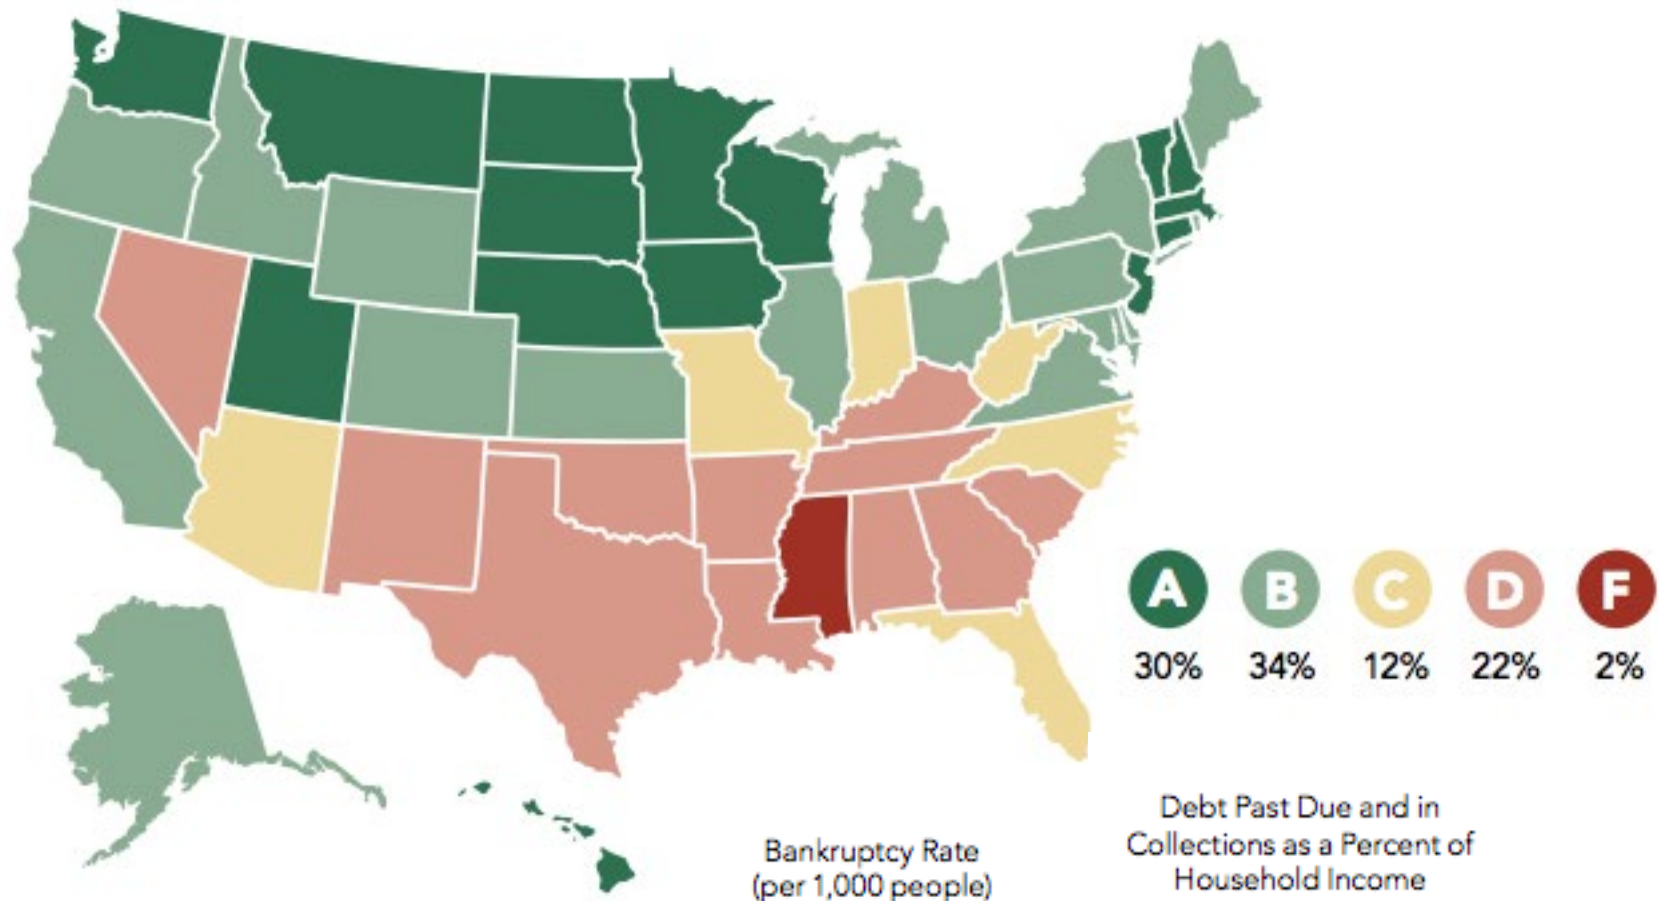 A B C D F
30% 34% 12% 22% 2%
Debt Past Due and in
Collections as a Percent of
Household Income
Bankruptcy Rate
(per 1,000 people)